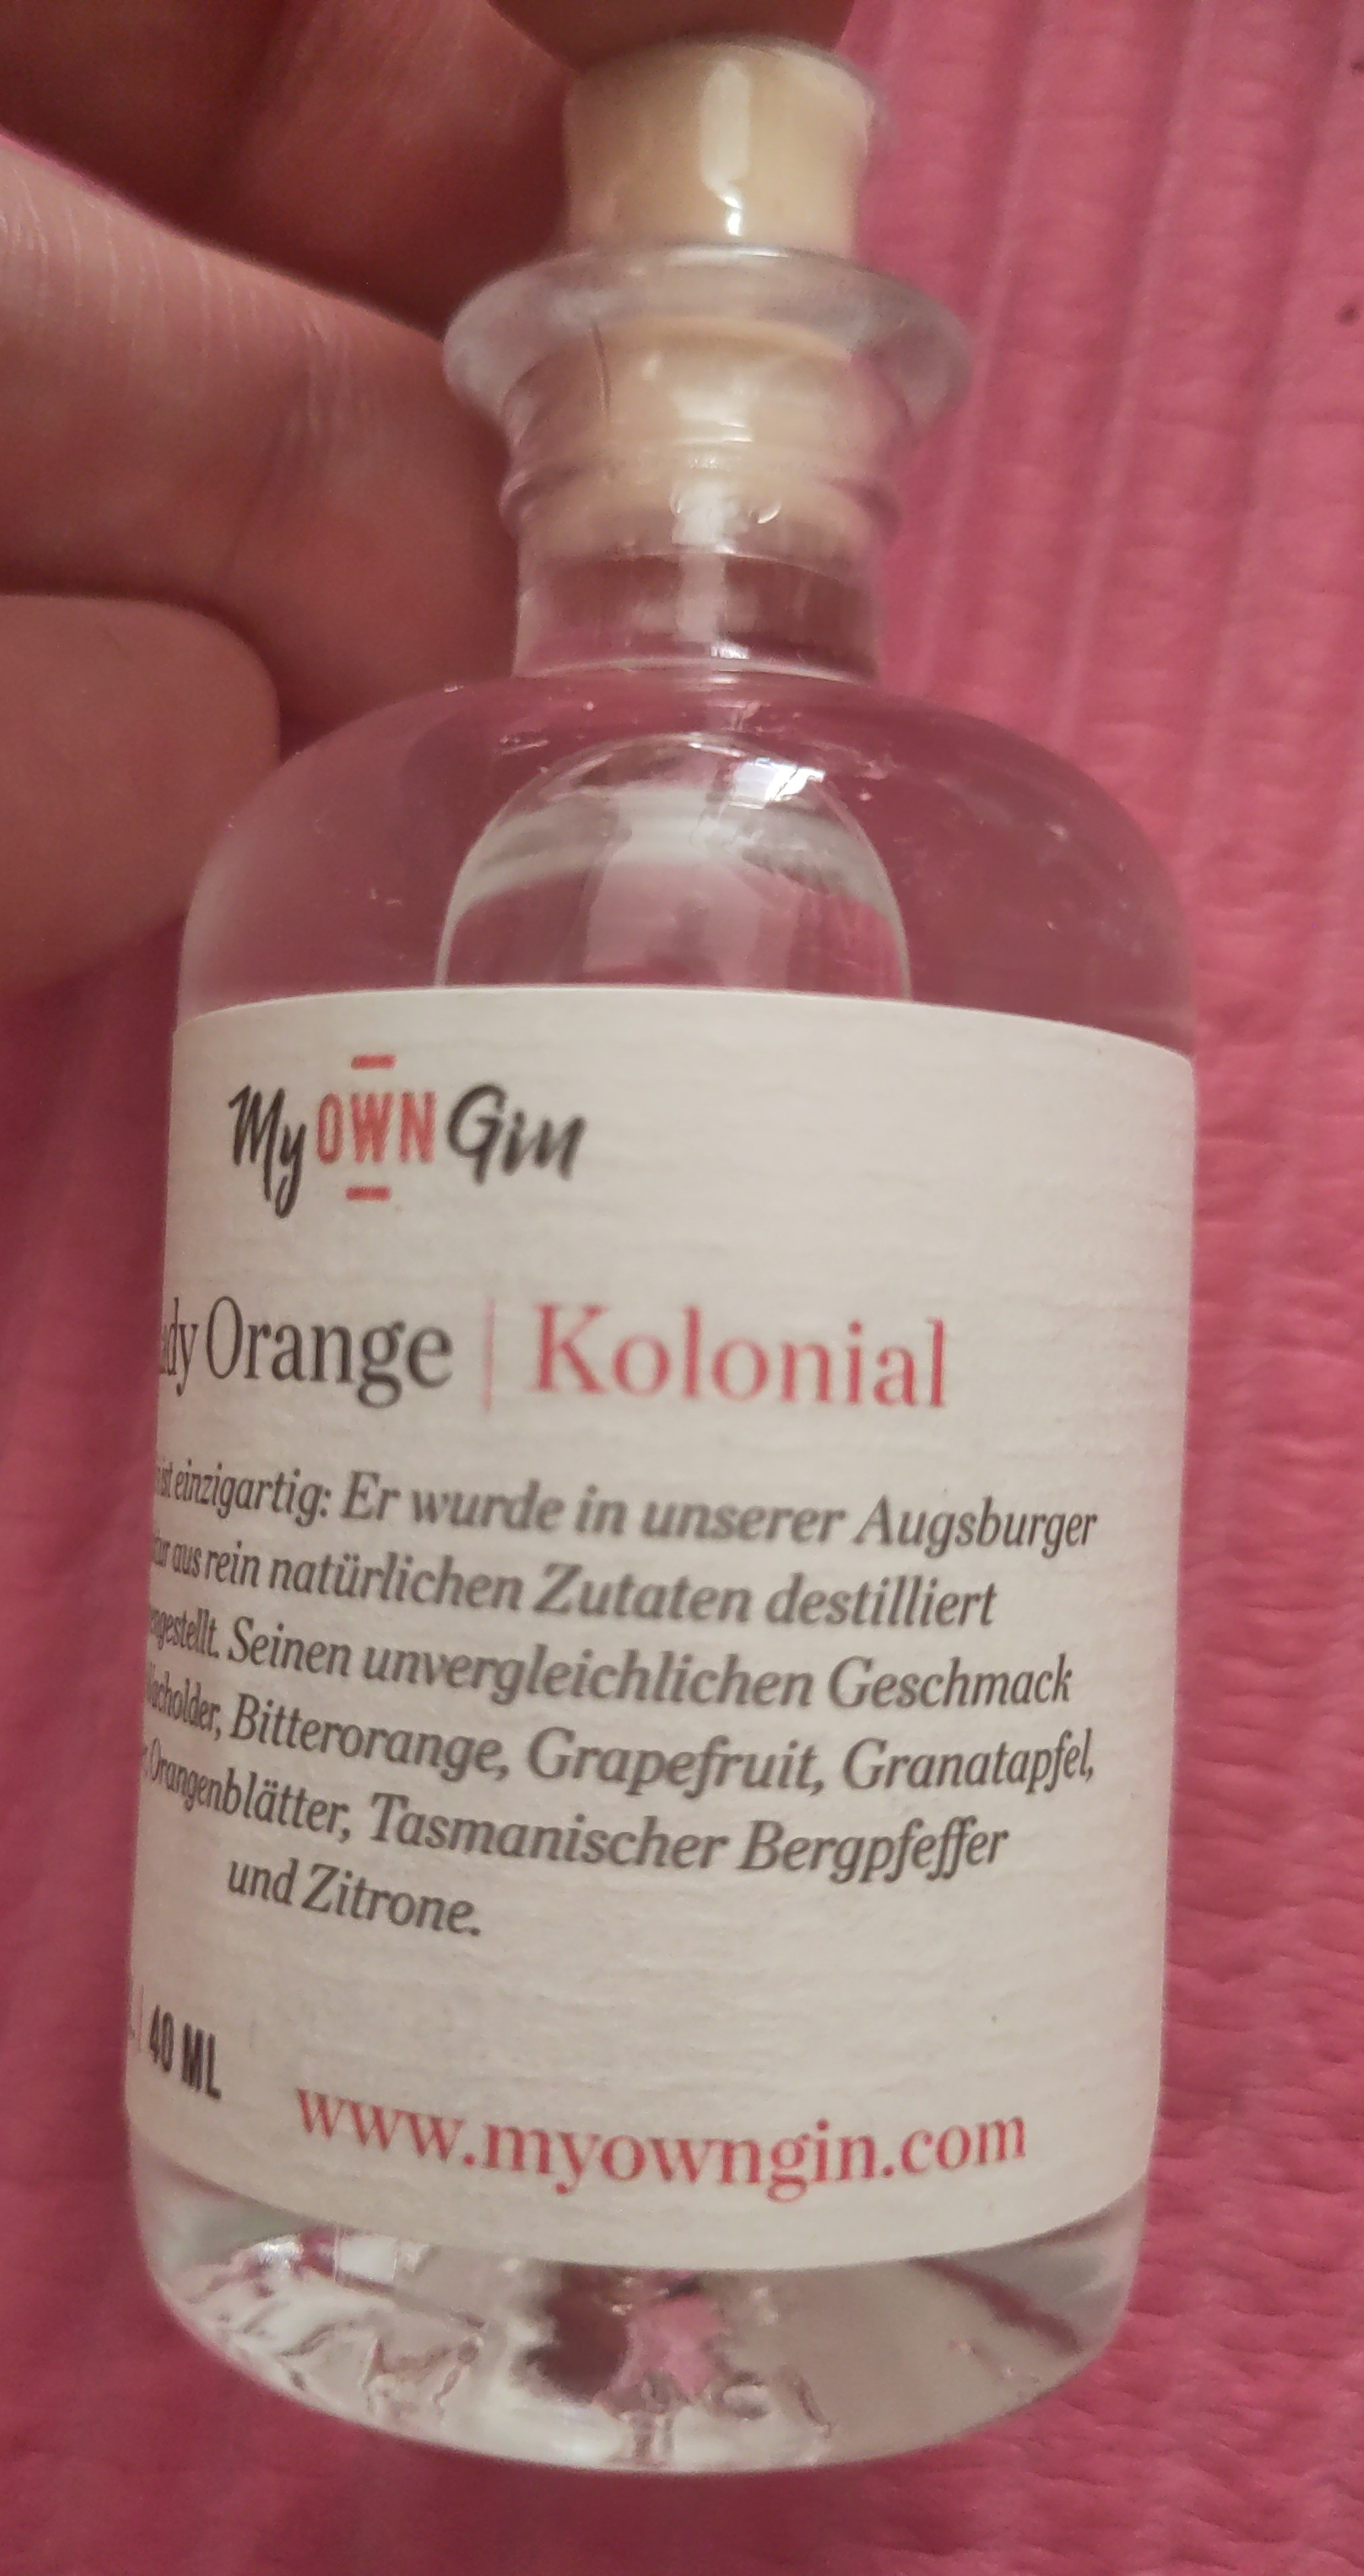 My OWN Gin
Orange | Kolonial
einzigartig: Er wurde in unserer Augsburger
aus rein natürlichen Zutaten destilliert
Seinen unvergleichlichen Geschmack
Bitterorange, Grapefruit, Granatapfel,
Orangenblätter, Tasmanischer Bergpfeffer
und Zitrone.
40 ML
www.myowngin.com